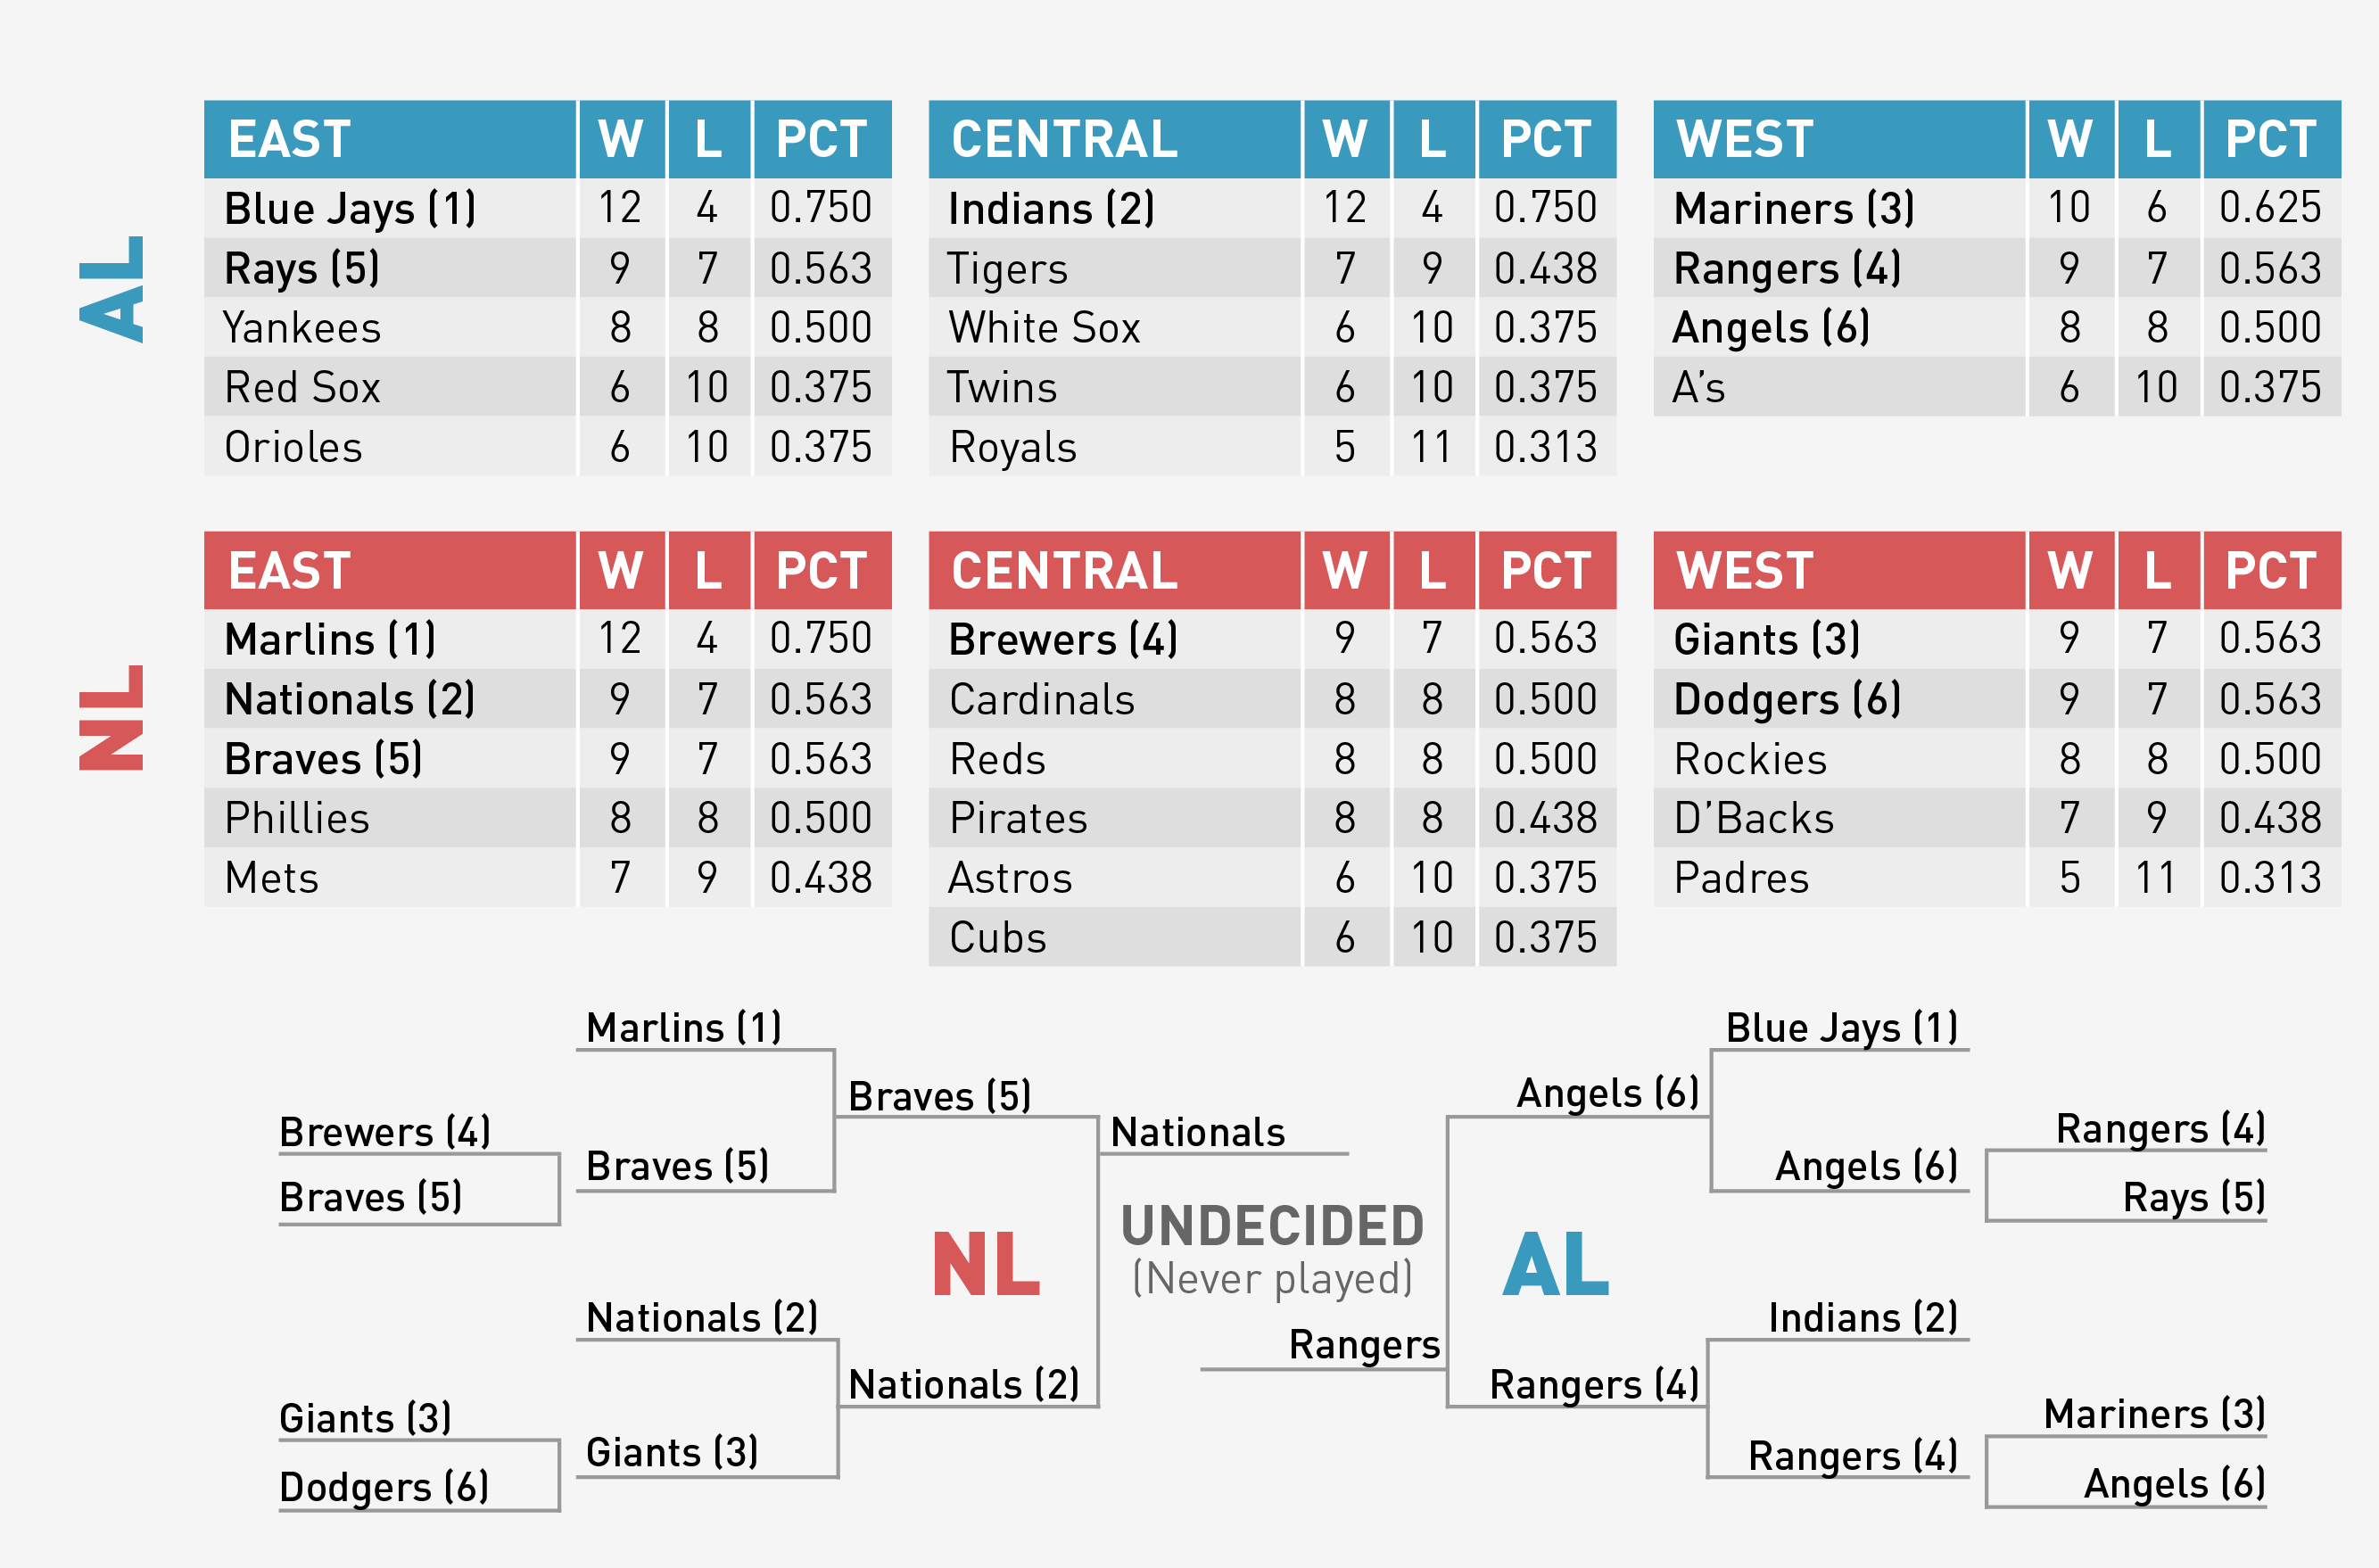 AL
EAST W L PCT
Blue Jays (1) 12 4 0.750
Rays (5) 9 7 0.563
Yankees 8 8 0.500
Red Sox 6 10 0.375
Orioles 6 10 0.375
CENTRAL W L PCT
Indians (2) 12 4 0.750
Tigers 7 9 0.438
White Sox 6 10 0.375
Twins 6 10 0.375
Royals 5 11 0.313
WEST W L PCT
Mariners (3) 10 6 0.625
Rangers (4) 9 7 0.563
Angels (6) 8 8 0.500
A’s 6 10 0.375
NL
EAST W L PCT
Marlins (1) 12 4 0.750
Nationals (2) 9 7 0.563
Braves (5) 9 7 0.563
Phillies 8 8 0.500
Mets 7 9 0.438
CENTRAL W L PCT
Brewers (4) 9 7 0.563
Cardinals 8 8 0.500
Reds 8 8 0.500
Pirates 8 8 0.438
Astros 6 10 0.375
Cubs 6 10 0.375
WEST W L PCT
Giants (3) 9 7 0.563
Dodgers (6) 9 7 0.563
Rockies 8 8 0.500
D’Backs 7 9 0.438
Padres 5 11 0.313
Brewers (4)
Braves (5)
Giants (3)
Dodgers (6)
Marlins (1)
Braves (5)
Nationals (2)
Giants (3)
Braves (5)
NL
Nationals (2)
Nationals
UNDECIDED
(Never played)
Rangers
Angels (6)
AL
Rangers (4)
Blue Jays (1)
Angels (6)
Indians (2)
Rangers (4)
Rangers (4)
Rays (5)
Mariners (3)
Angels (6)